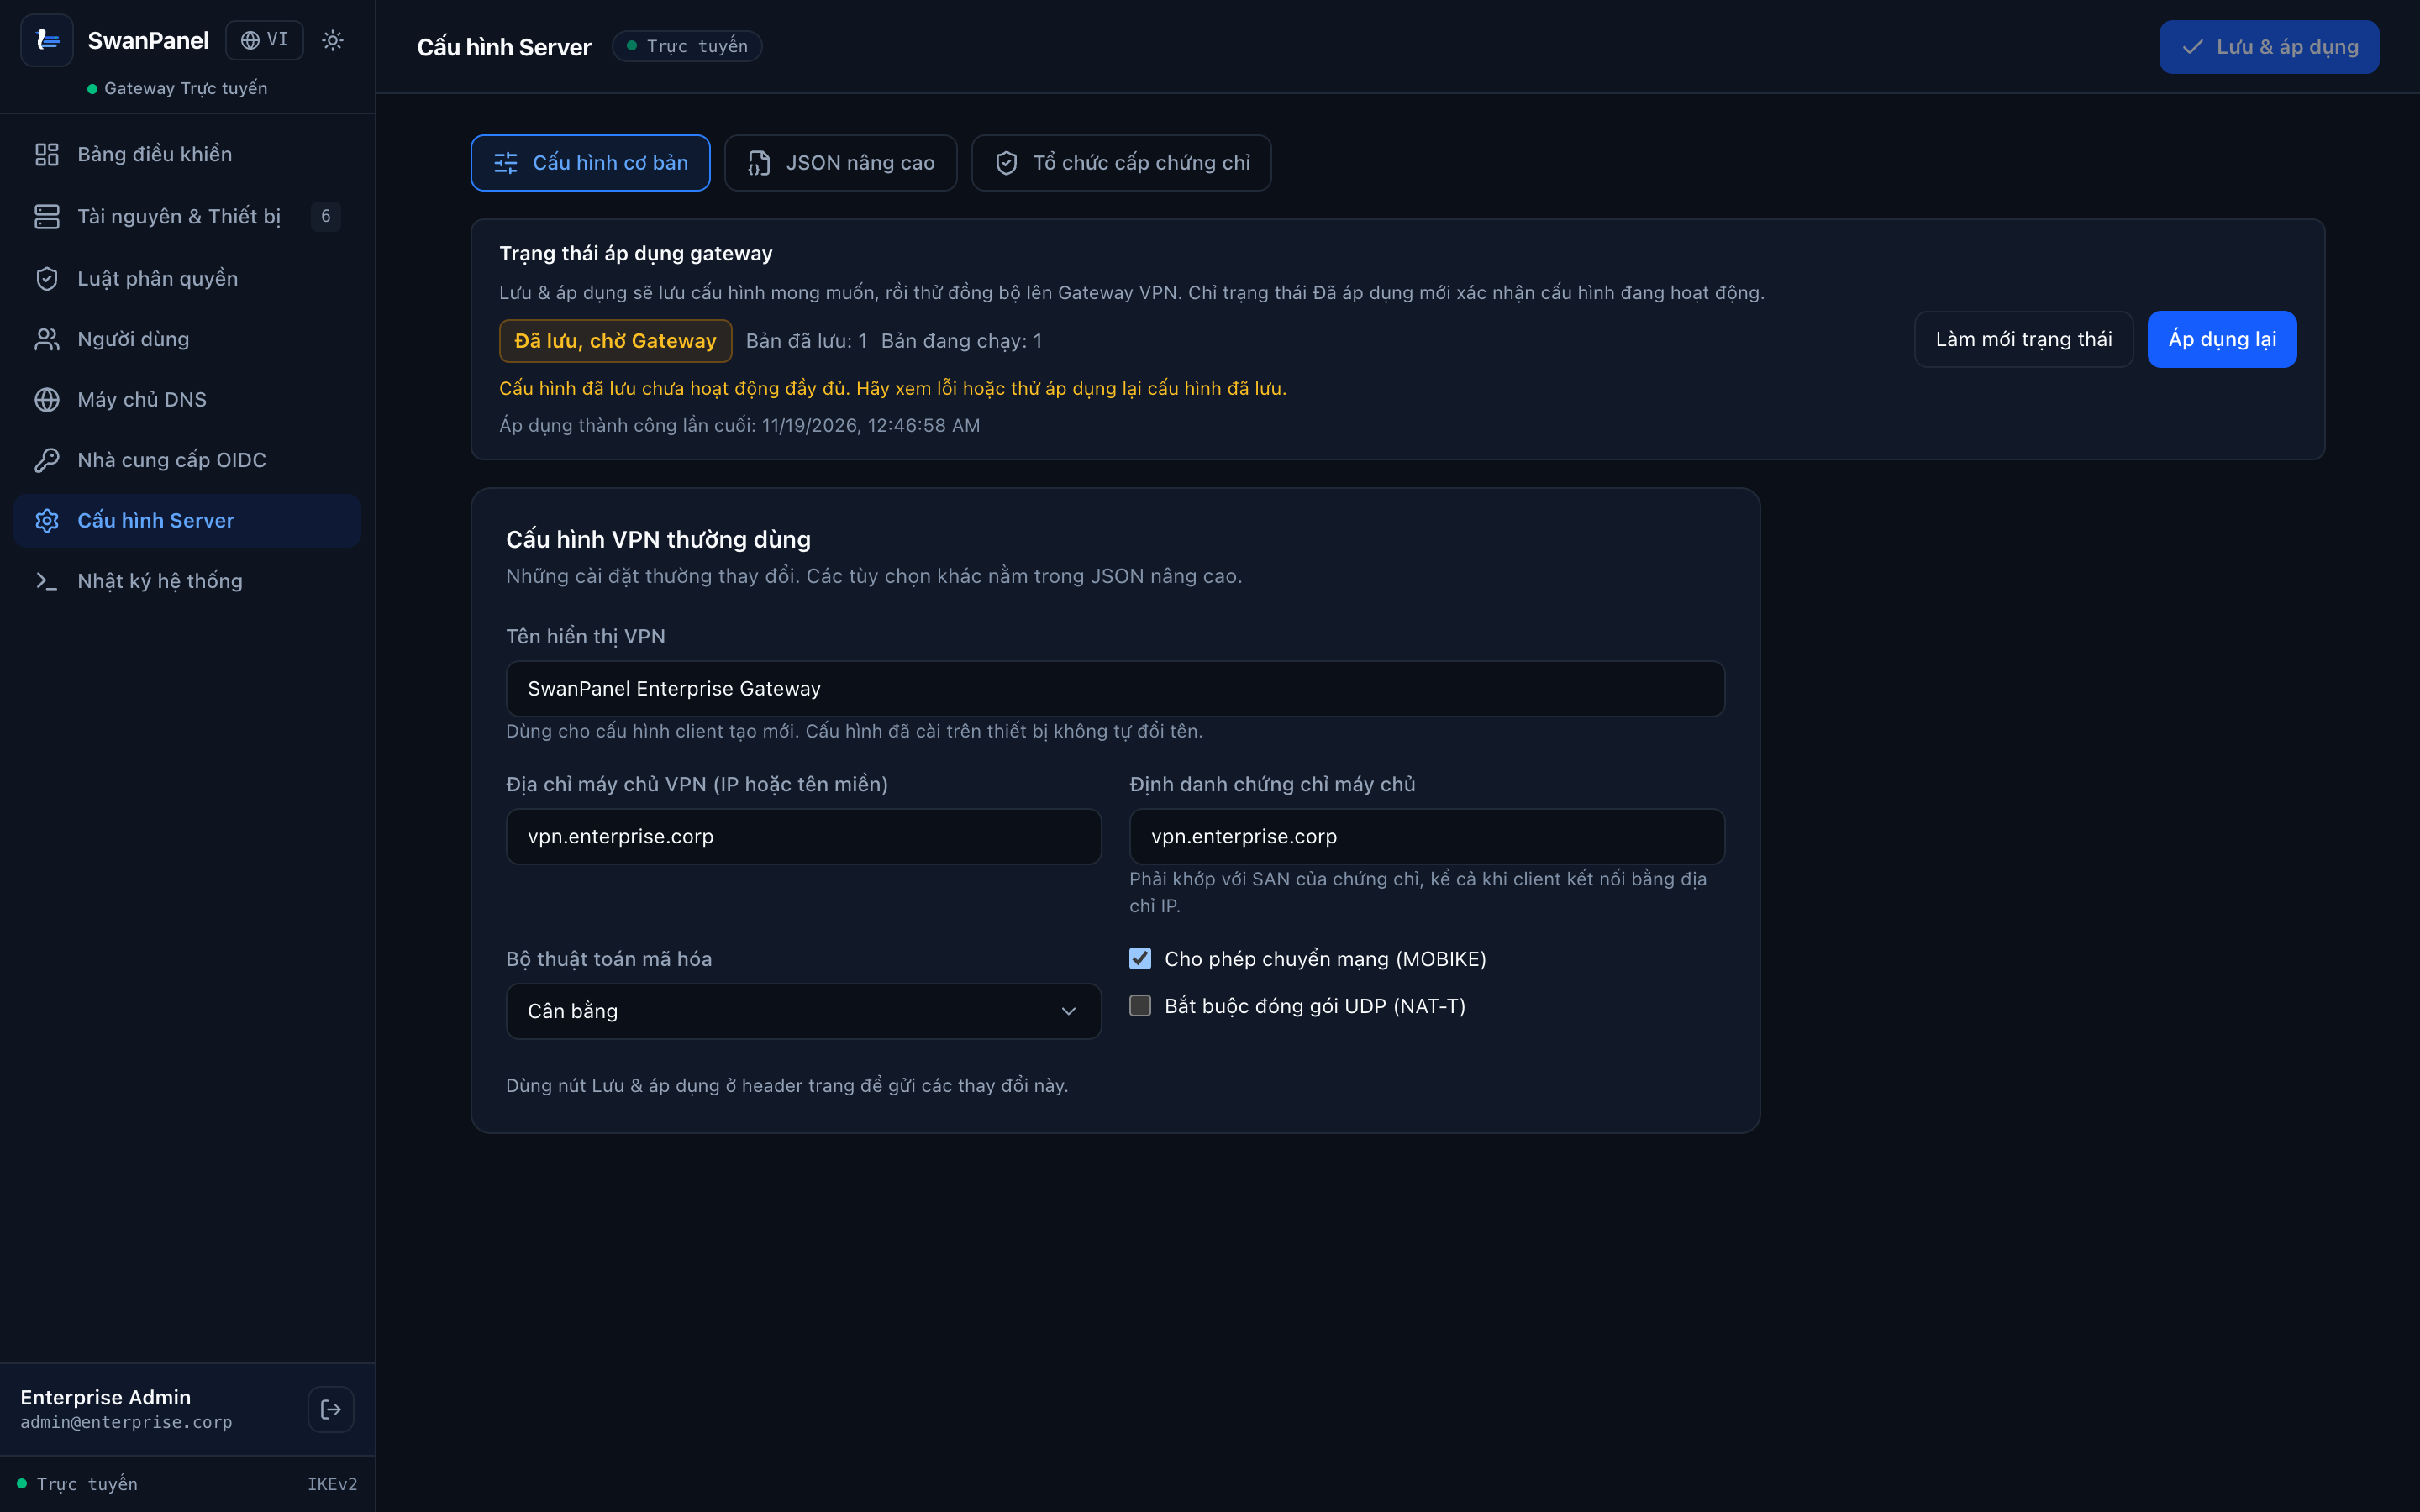 SwanPanel
VI
Gateway Trực tuyến
Bảng điều khiển
Tài nguyên & Thiết bị
6
Luật phân quyền
Người dùng
Máy chủ DNS
Nhà cung cấp OIDC
Cấu hình Server
Nhật ký hệ thống
Enterprise Admin
admin@enterprise.corp
Trực tuyến
IKEv2
Cấu hình Server
Trực tuyến
Lưu & áp dụng
Cấu hình cơ bản
JSON nâng cao
Tổ chức cấp chứng chỉ
Trạng thái áp dụng gateway
Lưu & áp dụng sẽ lưu cấu hình mong muốn, rồi thử đồng bộ lên Gateway VPN. Chỉ trạng thái Đã áp dụng mới xác nhận cấu hình đang hoạt động.
Đã lưu, chờ Gateway
Bản đã lưu: 1
Bản đang chạy: 1
Cấu hình đã lưu chưa hoạt động đầy đủ. Hãy xem lỗi hoặc thử áp dụng lại cấu hình đã lưu.
Áp dụng thành công lần cuối: 11/19/2026, 12:46:58 AM
Làm mới trạng thái
Áp dụng lại
Cấu hình VPN thường dùng
Những cài đặt thường thay đổi. Các tùy chọn khác nằm trong JSON nâng cao.
Tên hiển thị VPN
SwanPanel Enterprise Gateway
Dùng cho cấu hình client tạo mới. Cấu hình đã cài trên thiết bị không tự đổi tên.
Địa chỉ máy chủ VPN (IP hoặc tên miền)
vpn.enterprise.corp
Định danh chứng chỉ máy chủ
vpn.enterprise.corp
Phải khớp với SAN của chứng chỉ, kể cả khi client kết nối bằng địa
chỉ IP.
Bộ thuật toán mã hóa
Cân bằng
Cho phép chuyển mạng (MOBIKE)
Bắt buộc đóng gói UDP (NAT-T)
Dùng nút Lưu & áp dụng ở header trang để gửi các thay đổi này.